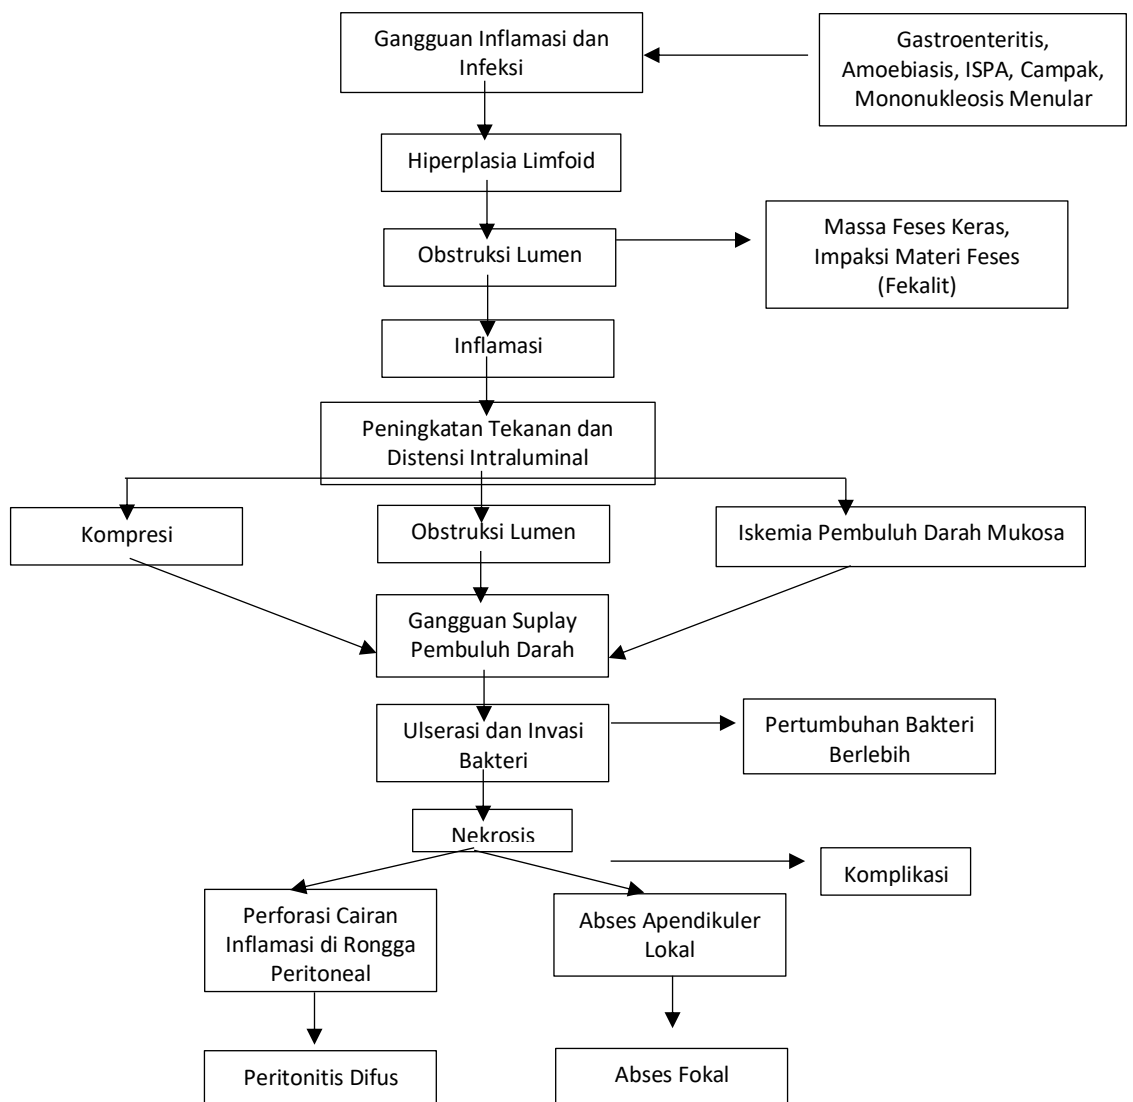 Gangguan Inflamasi dan
Infeksi
Gastroenteritis,
Amoebiasis, ISPA, Campak,
Mononukleosis Menular
Hiperplasia Limfoid
Obstruksi Lumen
Massa Feses Keras,
Impaksi Materi Feses
(Fekalit)
Inflamasi
Peningkatan Tekanan dan
Distensi Intraluminal
Kompresi
Obstruksi Lumen
Iskemia Pembuluh Darah Mukosa
Gangguan Suplay
Pembuluh Darah
Ulserasi dan Invasi
Bakteri
Pertumbuhan Bakteri
Berlebih
Nekrosis
Komplikasi
Perforasi Cairan
Inflamasi di Rongga
Peritoneal
Abses Apendikuler
Lokal
Peritonitis Difus
Abses Fokal